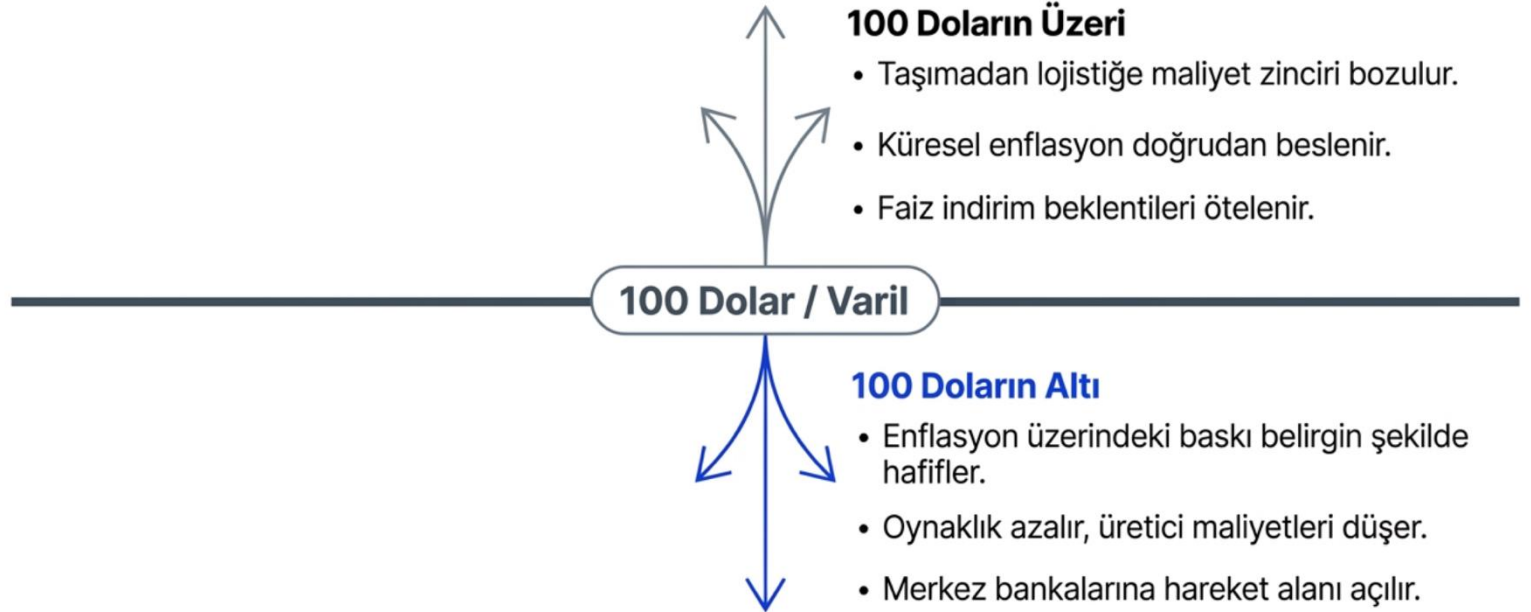 100 Doların Üzeri
• Taşımadan lojistiğe maliyet zinciri bozulur.
• Küresel enflasyon doğrudan beslenir.
• Faiz indirim beklentileri ötelenir.
100 Dolar / Varil
100 Doların Altı
• Enflasyon üzerindeki baskı belirgin şekilde
hafifler.
• Oynaklık azalır, üretici maliyetleri düşer.
• Merkez bankalarına hareket alanı açılır.